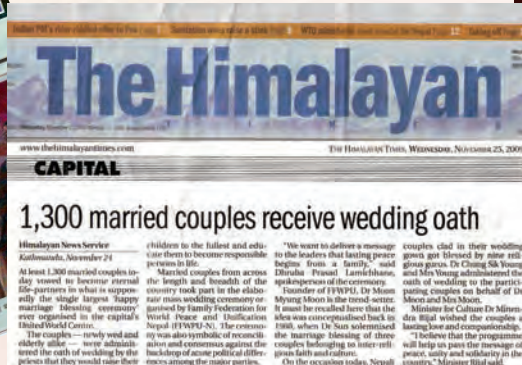 The Himalayan
www.thehimalayantimes.com
THE HIMALAYAN TIMES, WEDNESDAY, NOVEMBER 25, 2009
CAPITAL
1,300 married couples receive wedding oath
Himalayan News Service
Kathmandu, November 24
At least 1,300 married couples to-
day vowed to become eternal
life-partners in what is suppos-
edly the single largest 'happy
marriage blessing ceremony'
ever organised in the capital's
United World Centre.
The couples — newly wed and
elderly alike — were adminis-
tered the oath of wedding by the
priests that they would raise their
children to the fullest and edu-
cate them to become responsible
persons in life.
Married couples from across
the length and breadth of the
country took part in the elabo-
rate mass wedding ceremony or-
ganised by Family Federation for
World Peace and Unification
Nepal (FFWPU-N). The ceremo-
ny was also symbolic of reconcili-
ation and consensus against the
backdrop of acute political differ-
ences among the major parties.
"We want to deliver a message
to the leaders that lasting peace
begins from a family," said
Dhruba Prasad Lamichhane,
spokesperson of the ceremony.
Founder of FFWPU, Dr Moon
Myung Moon is the trend-setter.
It must be recalled here that the
idea was conceptualised back in
1968, when Dr Sun solemnised
the marriage blessing of three
couples belonging to inter-reli-
gious faith and culture.
On the occasion today, Nepali
couples clad in their wedding
gown got blessed by nine reli-
gious gurus. Dr Chung Sik Yong
and Mrs Young administered the
oath of wedding to the partici-
pating couples on behalf of Dr
Moon and Mrs Moon.
Minister for Culture Dr Minen-
dra Rijal wished the couples a
lasting love and companionship.
"I believe that the programme
will help us pass the message of
peace, unity and solidarity in the
country," said Minister Rijal said.